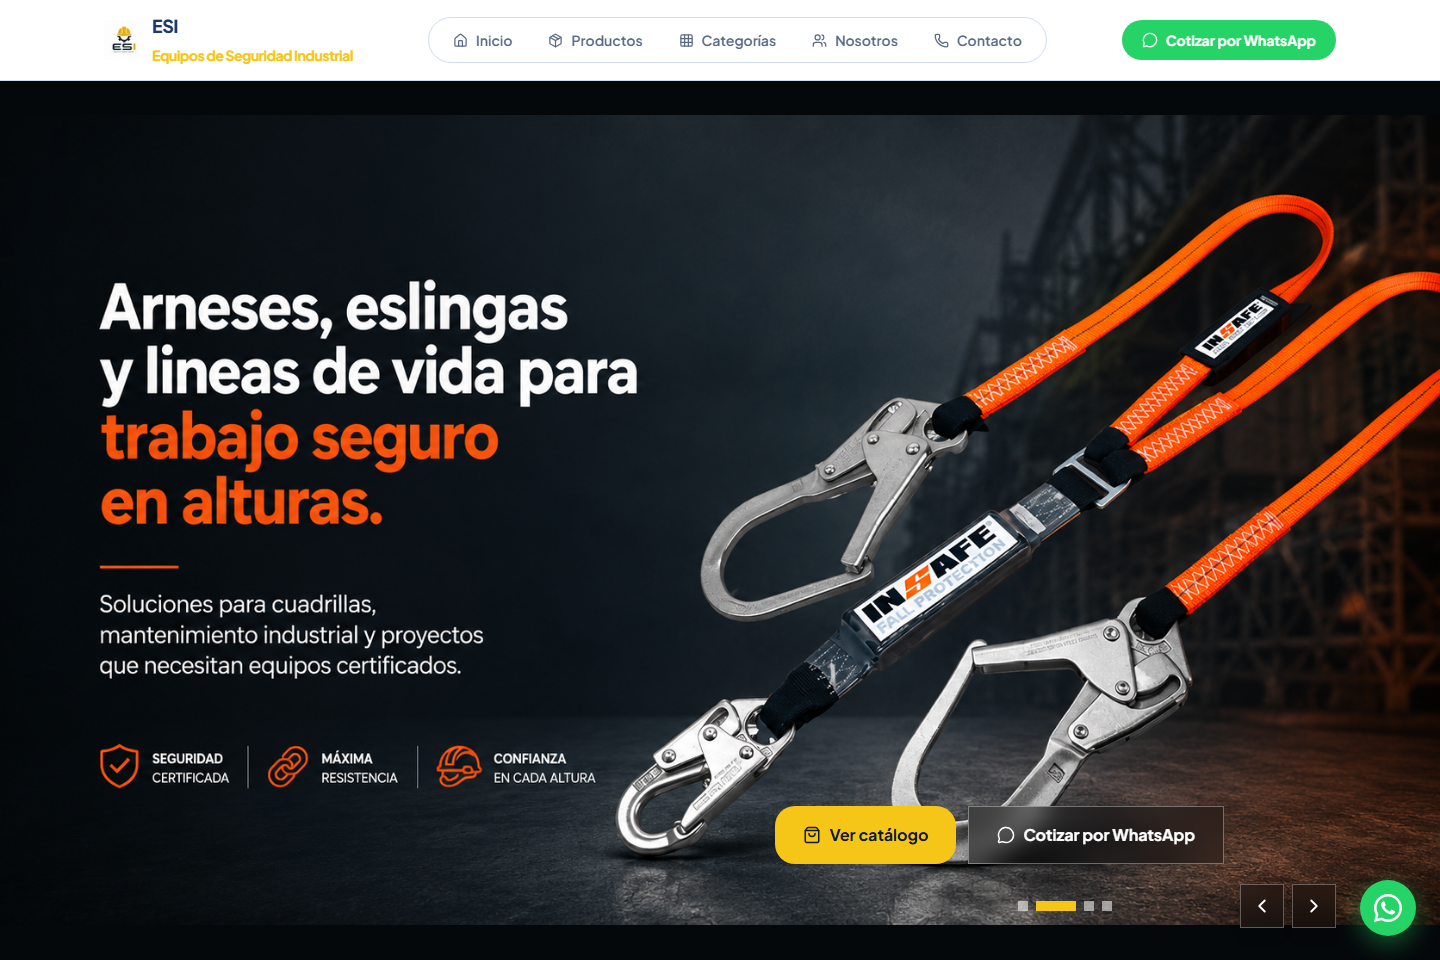 ESI
ESI
Equipos de Seguridad Industrial
Inicio
Productos
Categorías
Nosotros
Contacto
Cotizar por WhatsApp
Arneses, eslingas
y lineas de vida para
trabajo seguro
en alturas.
Soluciones para cuadrillas,
mantenimiento industrial y proyectos
que necesitan equipos certificados.
SEGURIDAD
CERTIFICADA
MÁXIMA
RESISTENCIA
CONFIANZA
EN CADA ALTURA
INSAFE
INSAFE
FALL PROTECTION
Ver catálogo
Cotizar por WhatsApp